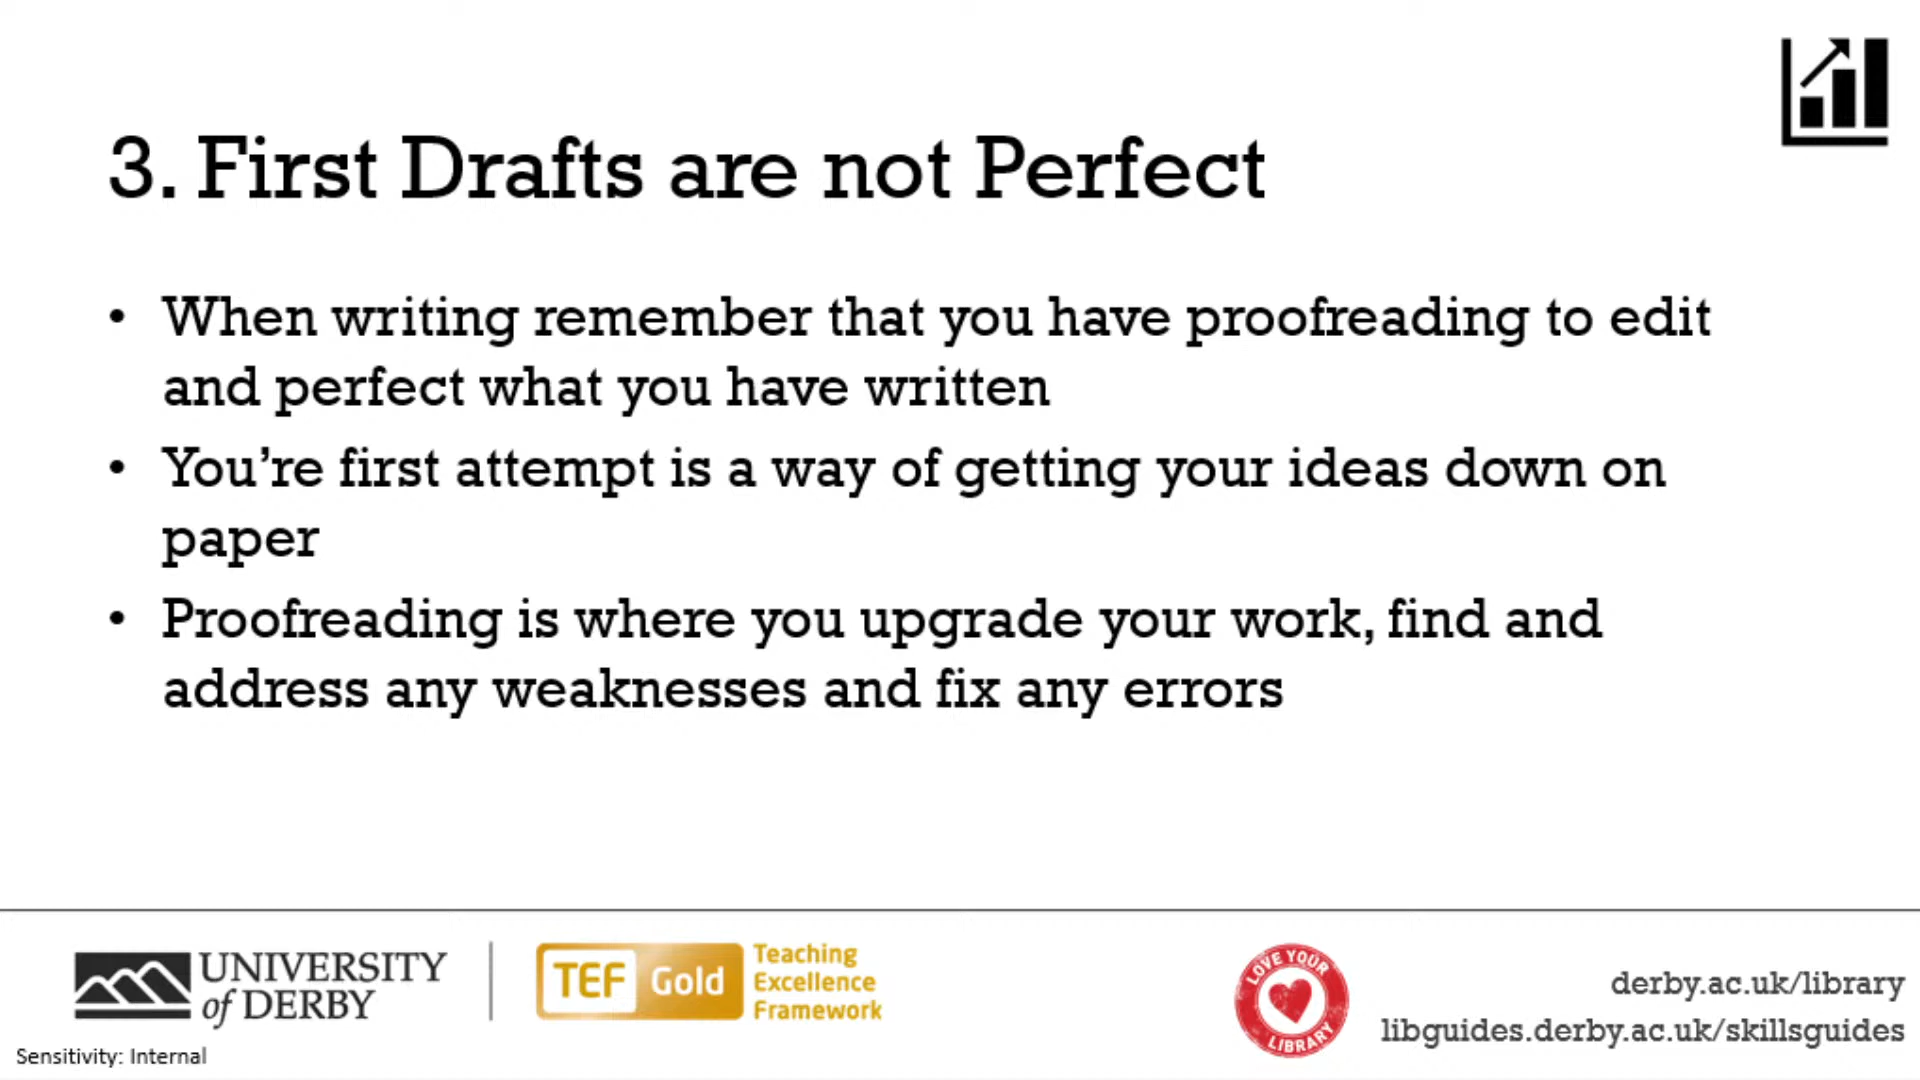 3. First Drafts are not Perfect
• When writing remember that you have proofreading to edit
and perfect what you have written
• You’re first attempt is a way of getting your ideas down on
paper
• Proofreading is where you upgrade your work, find and
address any weaknesses and fix any errors
UNIVERSITY
of DERBY
TEF Gold
Teaching
Excellence
Framework
LOVE YOUR
LIBRARY
derby.ac.uk/library
libguides.derby.ac.uk/skillsguides
Sensitivity: Internal